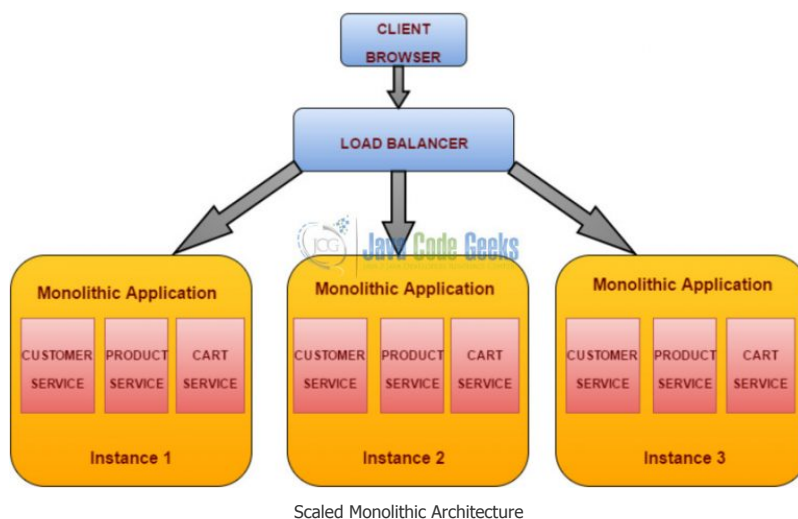 CLIENT
BROWSER
LOAD BALANCER
JCG
Java Code Geeks
Monolithic Application
CUSTOMER SERVICE
PRODUCT SERVICE
CART SERVICE
Instance 1
Monolithic Application
CUSTOMER SERVICE
PRODUCT SERVICE
CART SERVICE
Instance 2
Monolithic Application
CUSTOMER SERVICE
PRODUCT SERVICE
CART SERVICE
Instance 3
Scaled Monolithic Architecture